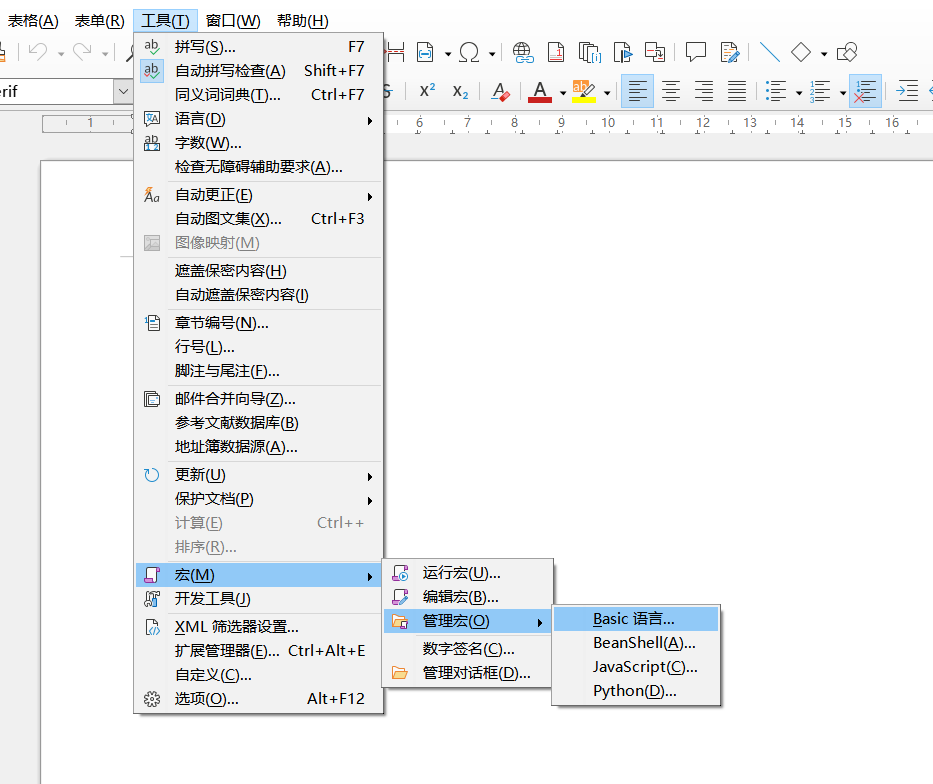 表格(A) 表单(R) 工具(T) 窗口(W) 帮助(H)
erif
1 6 7 8 9 10 11 12 13 14 15 16
拼写(S)... F7
自动拼写检查(A) Shift+F7
同义词词典(T)... Ctrl+F7
语言(D)
字数(W)...
检查无障碍辅助要求(A)...
自动更正(E)
自动图文集(X)... Ctrl+F3
图像映射(M)
遮盖保密内容(H)
自动遮盖保密内容(I)
章节编号(N)...
行号(L)...
脚注与尾注(F)...
邮件合并向导(Z)...
参考文献数据库(B)
地址簿数据源(A)...
更新(U)
保护文档(P)
计算(E) Ctrl++
排序(R)...
宏(M)
开发工具(J)
XML 筛选器设置...
扩展管理器(E)... Ctrl+Alt+E
自定义(C)...
选项(O)... Alt+F12
运行宏(U)...
编辑宏(B)...
管理宏(O)
数字签名(C)...
管理对话框(D)...
Basic 语言...
BeanShell(A)...
JavaScript(C)...
Python(D)...